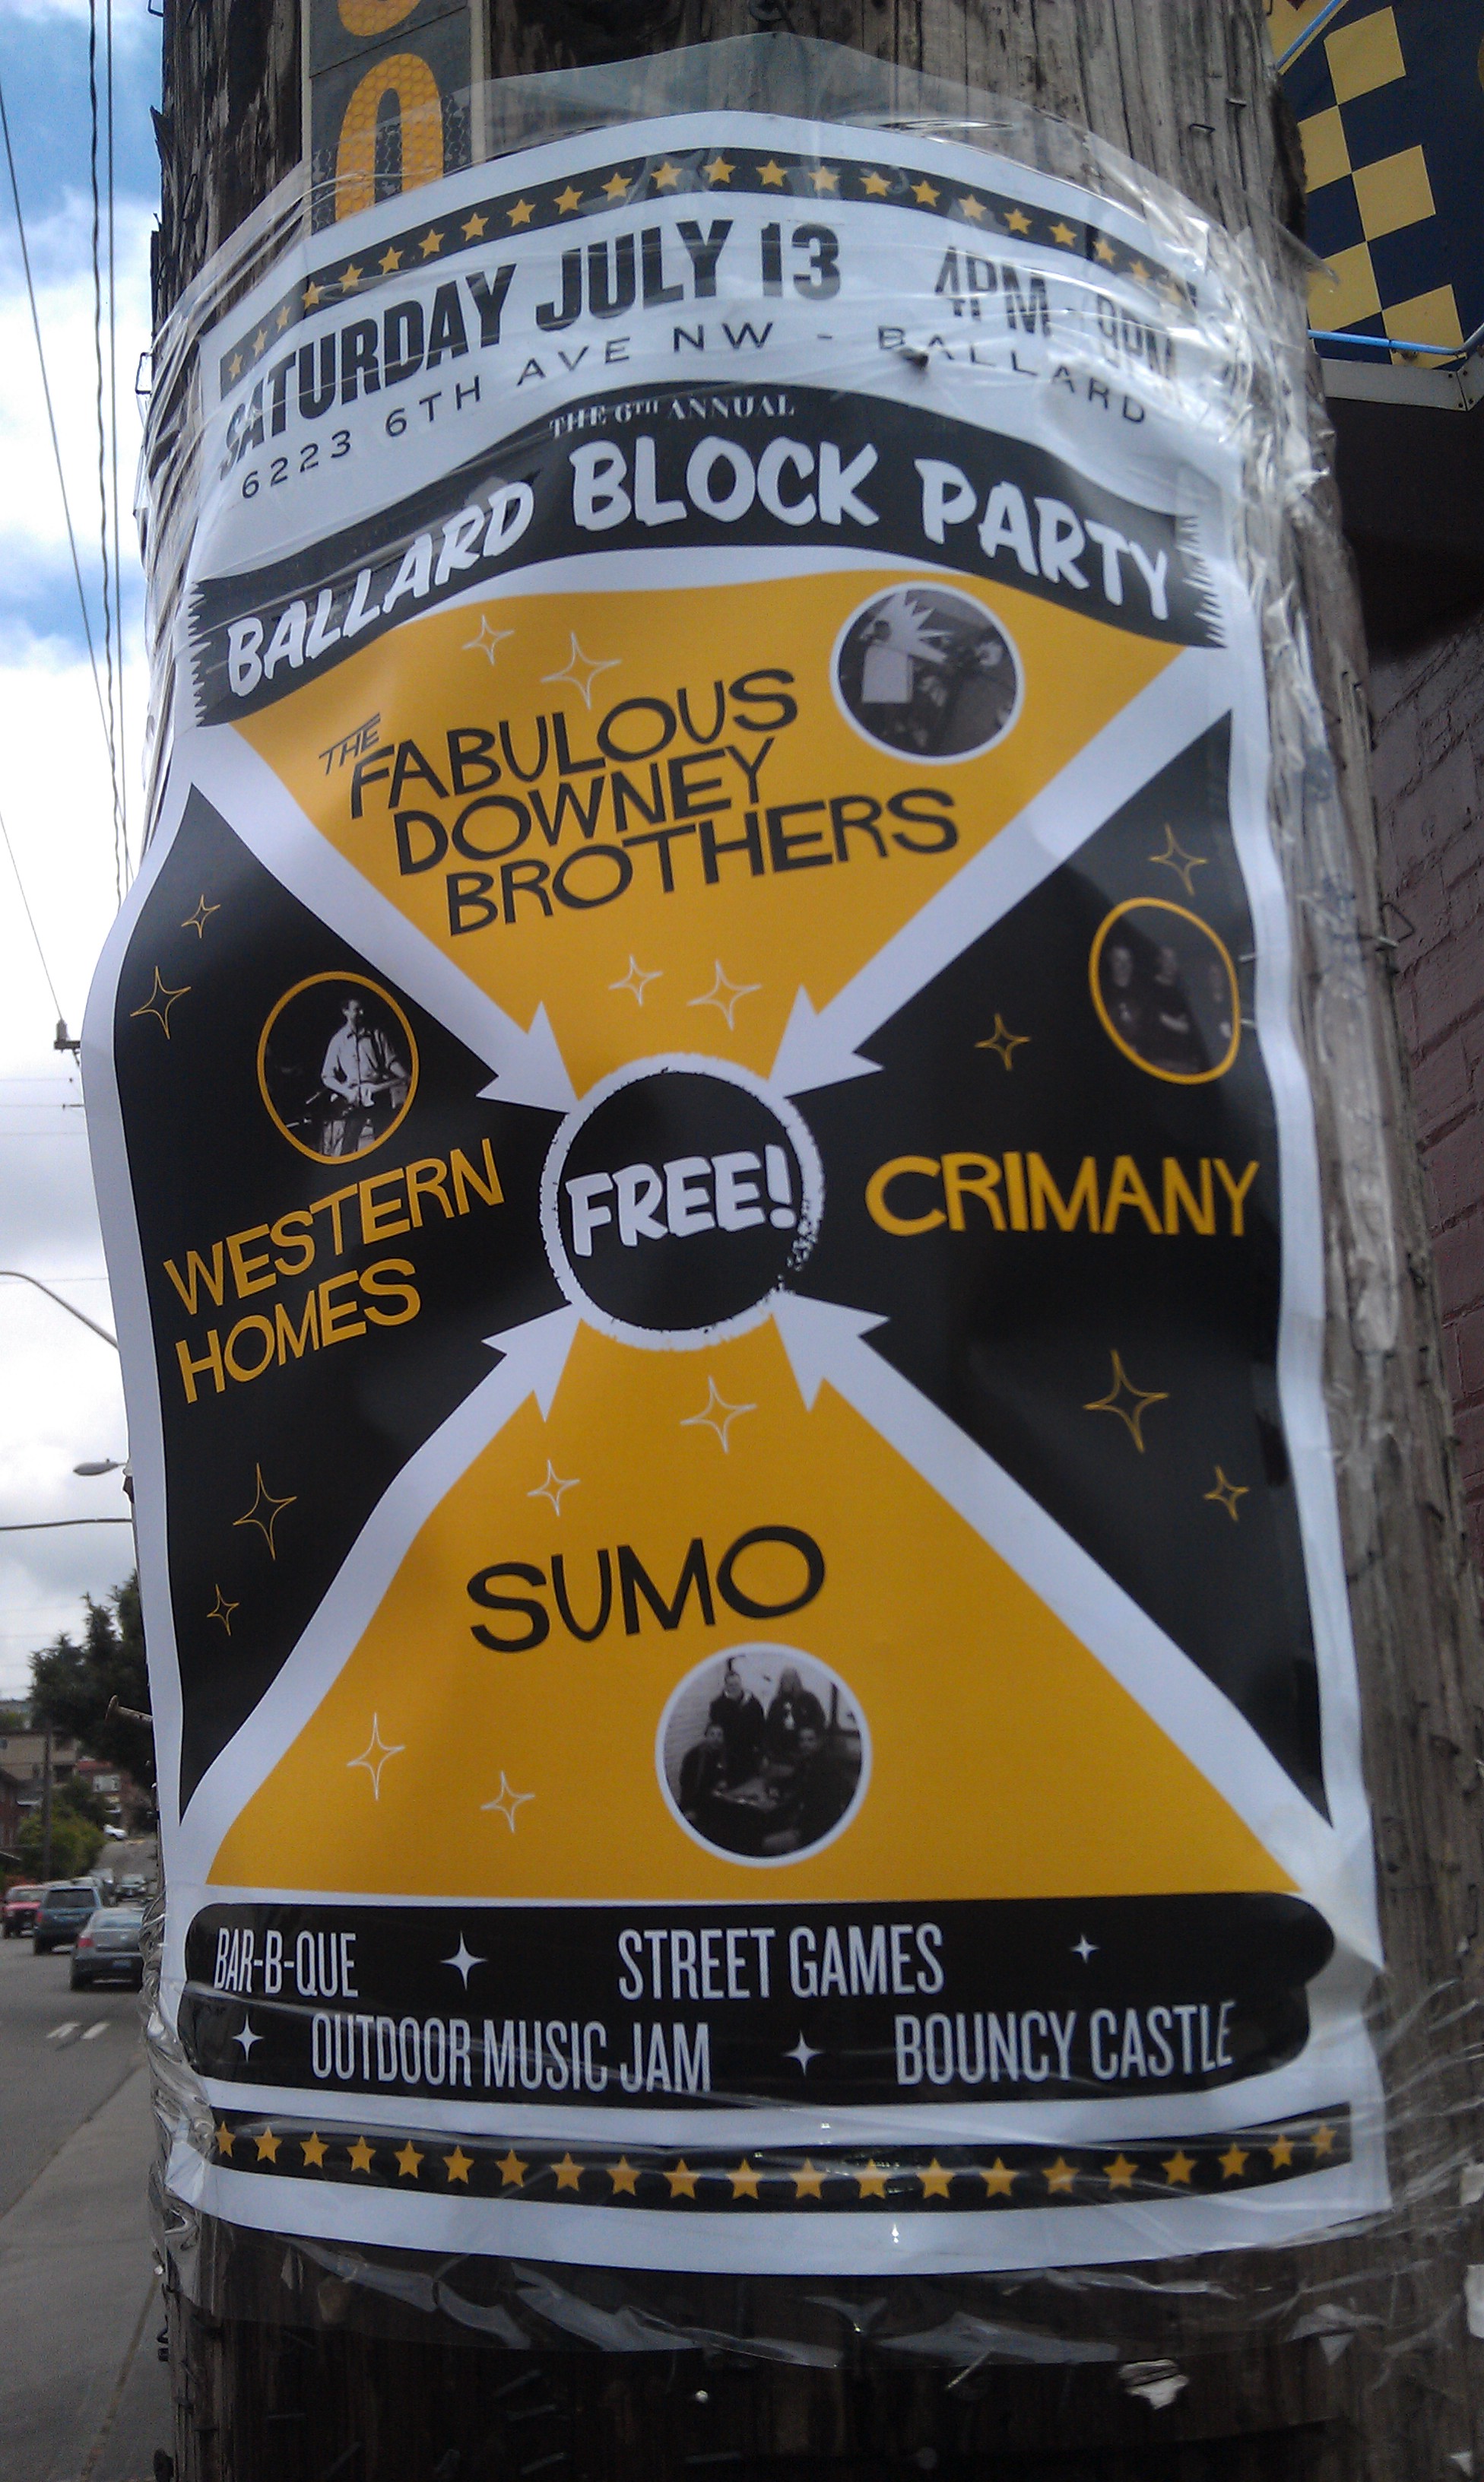 SATURDAY JULY 13 4PM - 9PM
6223 6TH AVE NW - BALLARD
THE 6TH ANNUAL
BALLARD BLOCK PARTY
THE
FABULOUS
DOWNEY
BROTHERS
WESTERN
HOMES
FREE!
CRIMANY
SUMO
BAR-B-QUE STREET GAMES
OUTDOOR MUSIC JAM BOUNCY CASTLE